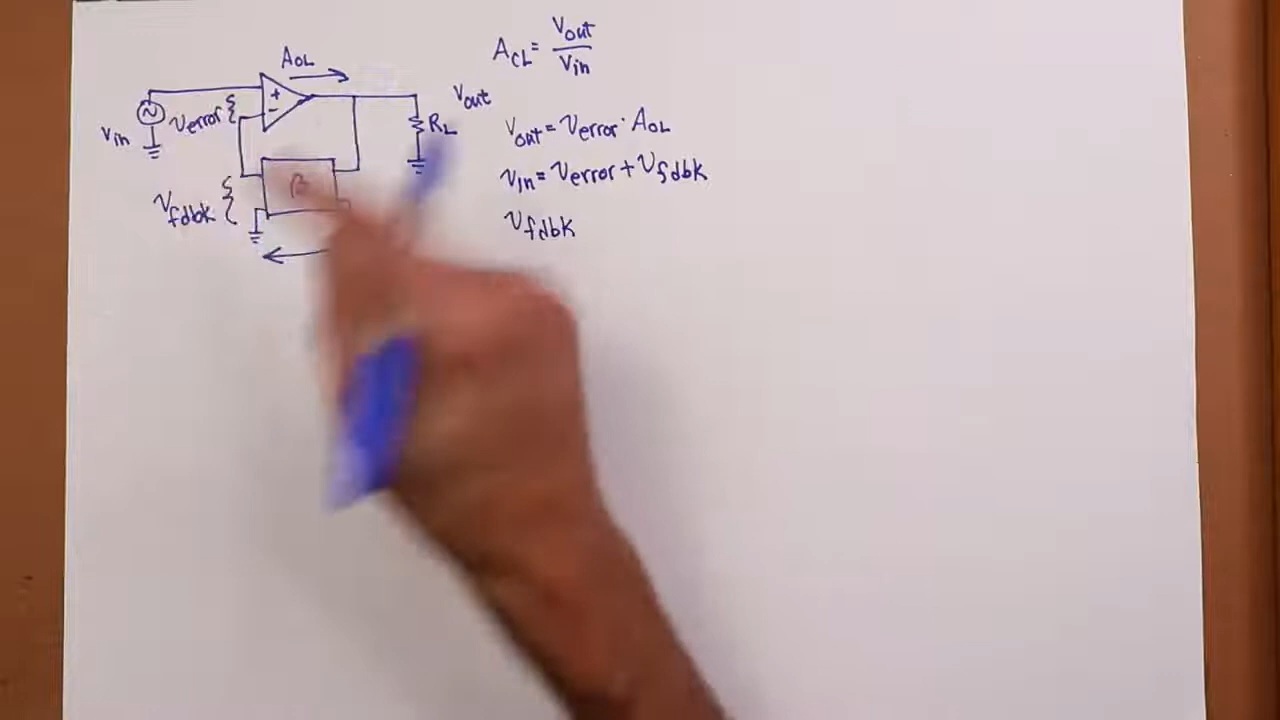 A_OL
v_in
v_error
+
-
V_out
R_L
β
v_fdbk
A_CL = V_out / V_in
V_out = v_error · A_OL
v_in = v_error + v_fdbk
v_fdbk